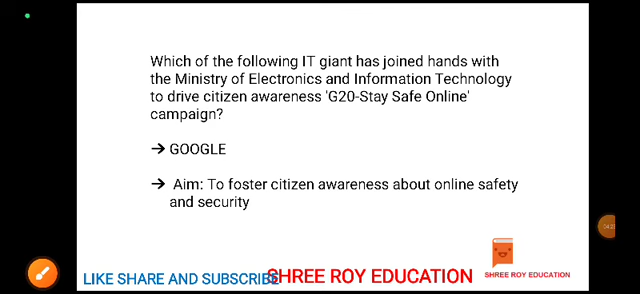 Which of the following IT giant has joined hands with
the Ministry of Electronics and Information Technology
to drive citizen awareness 'G20-Stay Safe Online'
campaign?
→ GOOGLE
→ Aim: To foster citizen awareness about online safety
and security
LIKE SHARE AND SUBSCRIBE
SHREE ROY EDUCATION
SHREE ROY EDUCATION